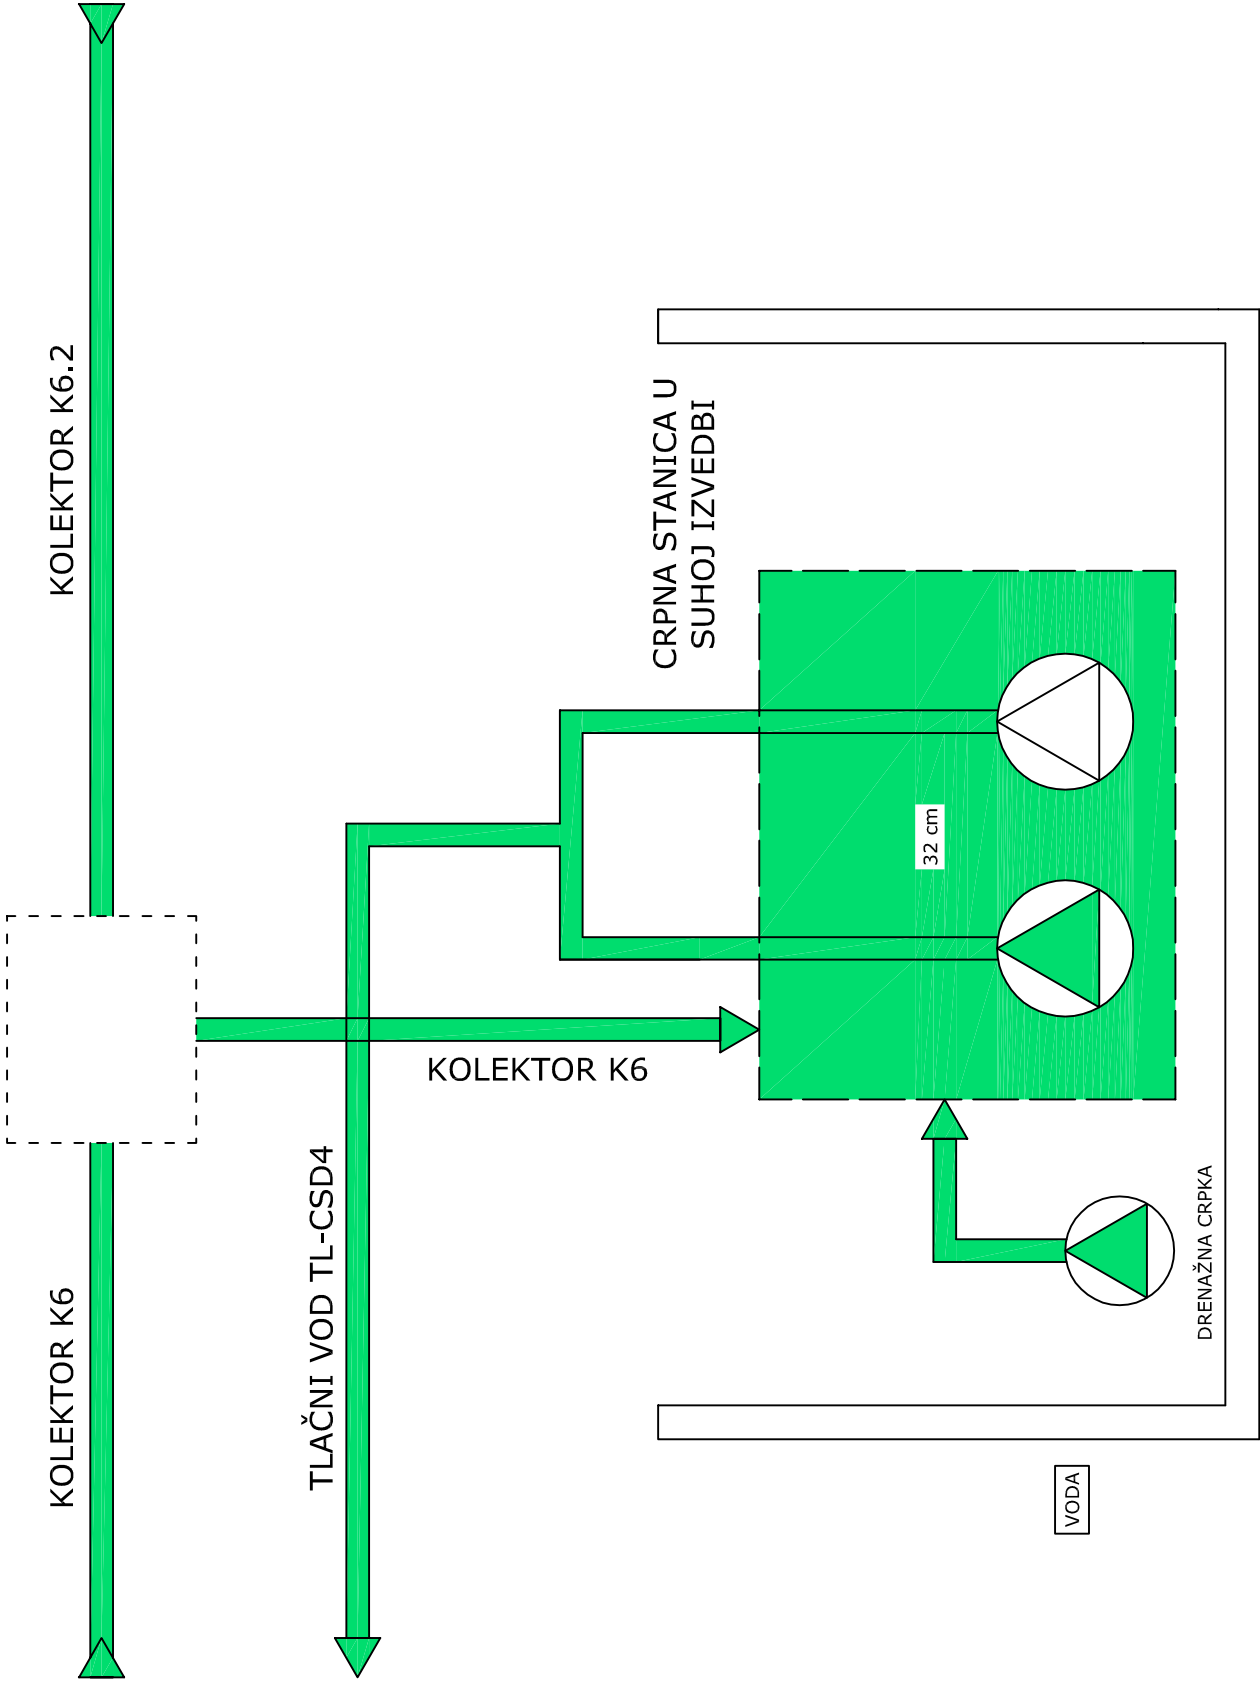 KOLEKTOR K6
KOLEKTOR K6.2
TLAČNI VOD TL-CSD4
KOLEKTOR K6
CRPNA STANICA U
SUHOJ IZVEDBI
32 cm
VODA
DRENAŽNA CRPKA